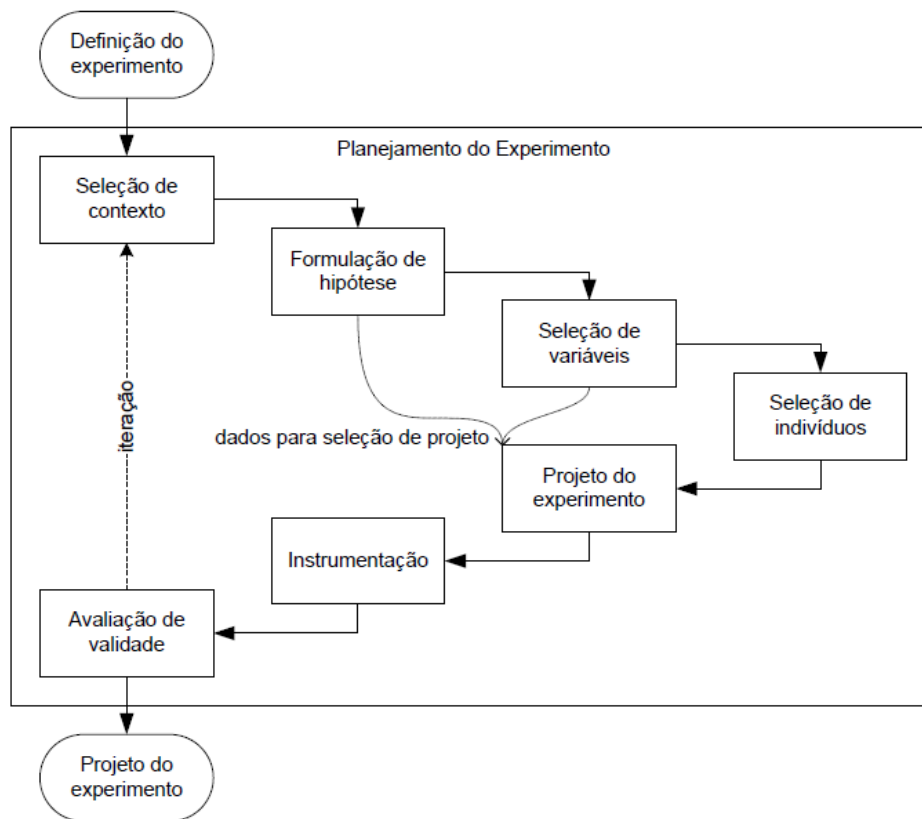 Definição do
experimento
Planejamento do Experimento
Seleção de
contexto
Formulação de
hipótese
Seleção de
variáveis
Seleção de
indivíduos
iteração
dados para seleção de projeto
Projeto do
experimento
Instrumentação
Avaliação de
validade
Projeto do
experimento